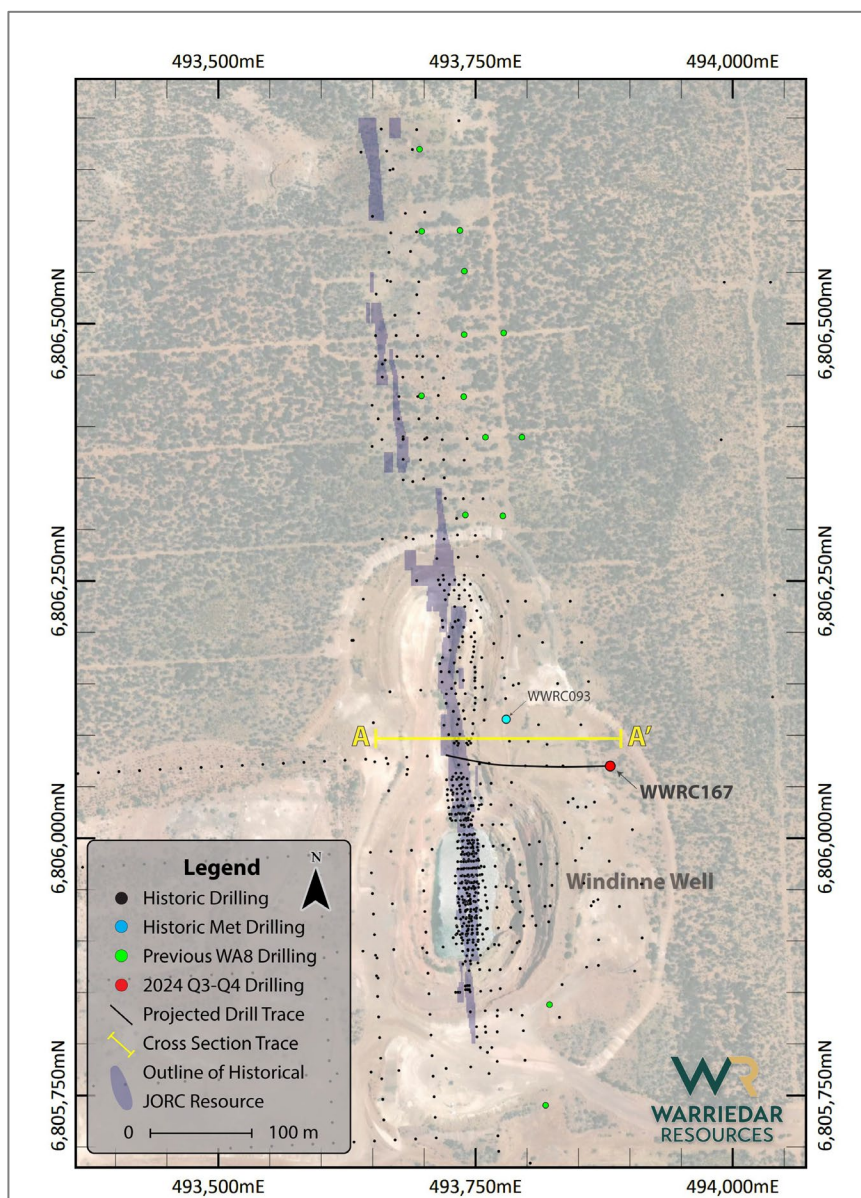 493,500mE 493,750mE 494,000mE
6,806,500mN 6,806,500mN
6,806,250mN 6,806,250mN
WWRC093
A A'
WWRC167
6,806,000mN 6,806,000mN
Windinne Well
Legend
N
Historic Drilling
Historic Met Drilling
Previous WA8 Drilling
2024 Q3-Q4 Drilling
Projected Drill Trace
Cross Section Trace
Outline of Historical
JORC Resource
0 100 m
6,805,750mN 6,805,750mN
WR
WARRIEDAR
RESOURCES
493,500mE 493,750mE 494,000mE